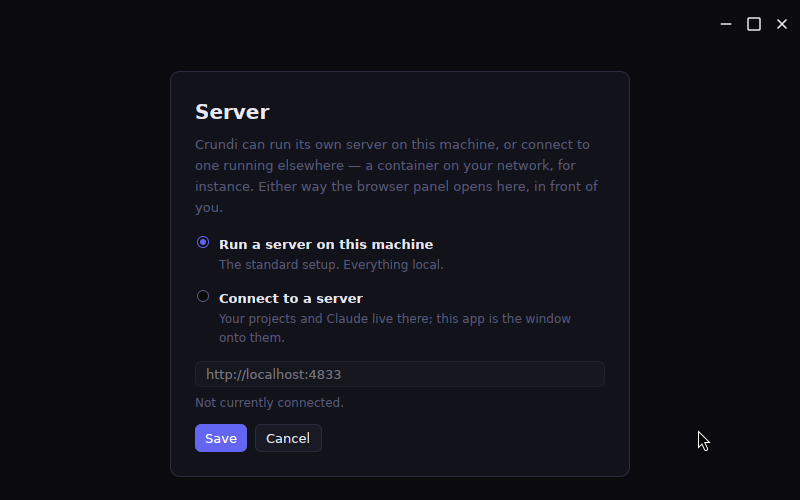 Server
Crundi can run its own server on this machine, or connect to
one running elsewhere — a container on your network, for
instance. Either way the browser panel opens here, in front of
you.
Run a server on this machine
The standard setup. Everything local.
Connect to a server
Your projects and Claude live there; this app is the window
onto them.
http://localhost:4833
Not currently connected.
Save
Cancel